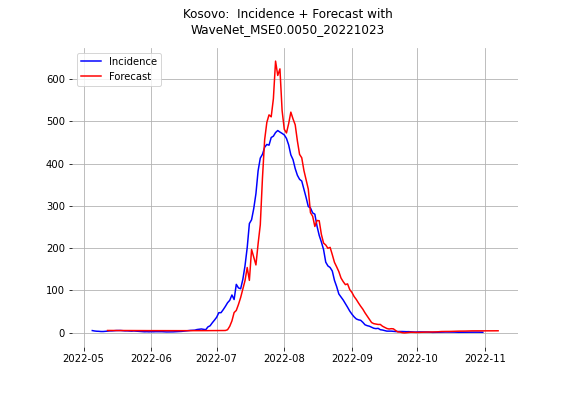 Kosovo:  Incidence + Forecast with
WaveNet_MSE0.0050_20221023
Incidence
Forecast
600
500
400
300
200
100
0
2022-05 2022-06 2022-07 2022-08 2022-09 2022-10 2022-11